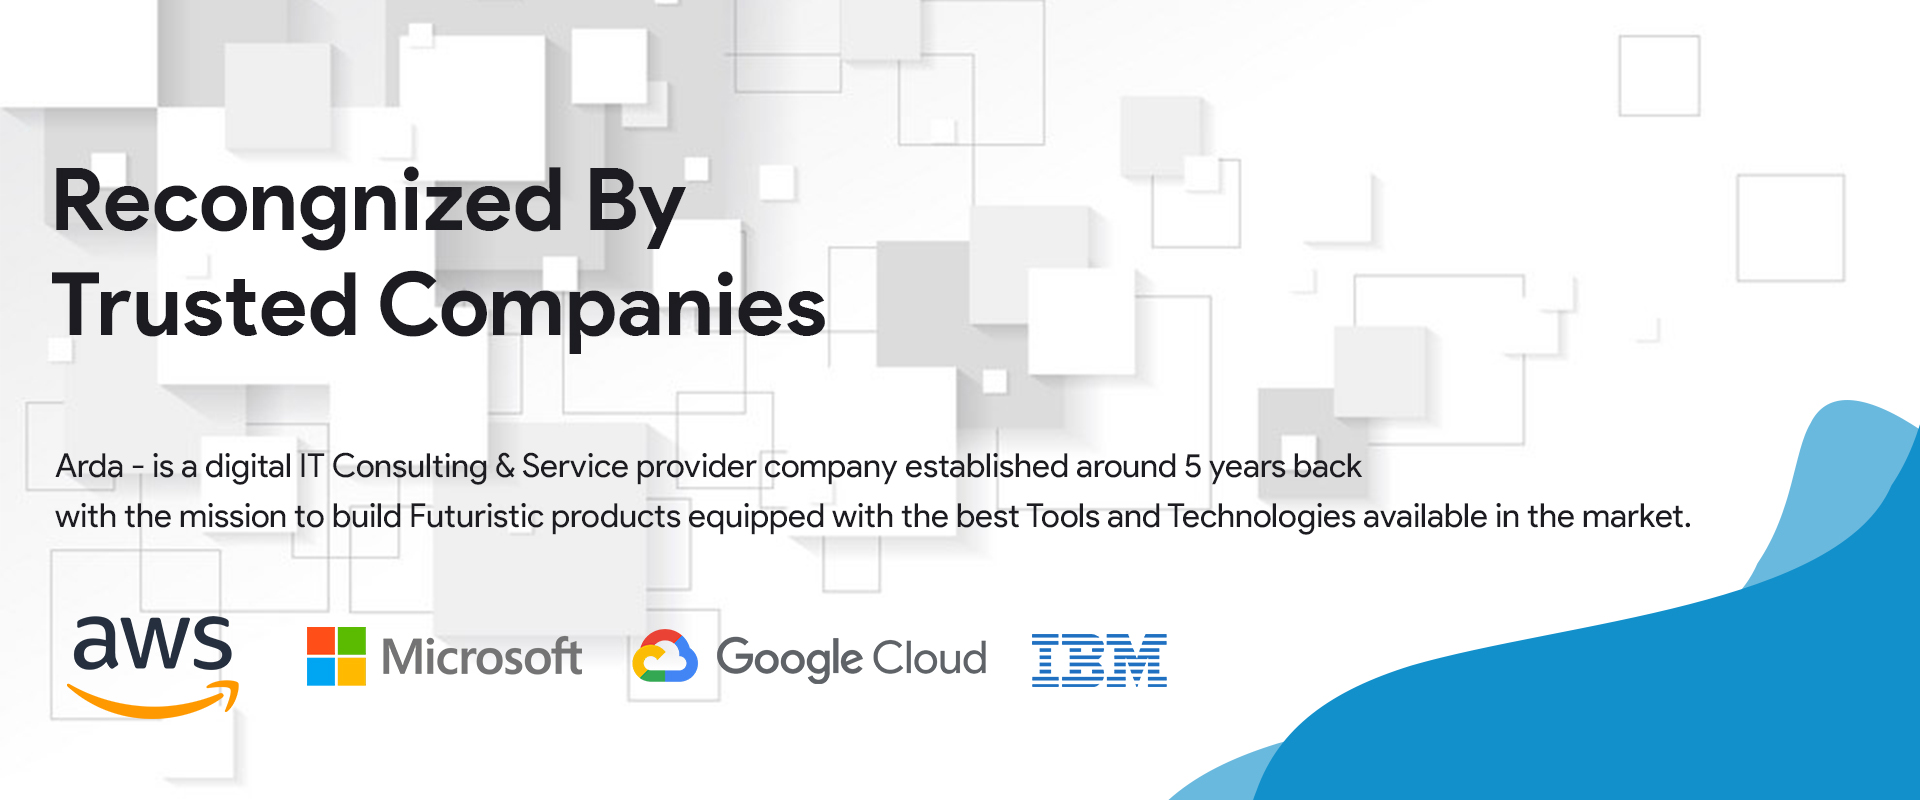 Recongnized By
Trusted Companies
Arda - is a digital IT Consulting & Service provider company established around 5 years back
with the mission to build Futuristic products equipped with the best Tools and Technologies available in the market.
aws Microsoft Google Cloud IBM